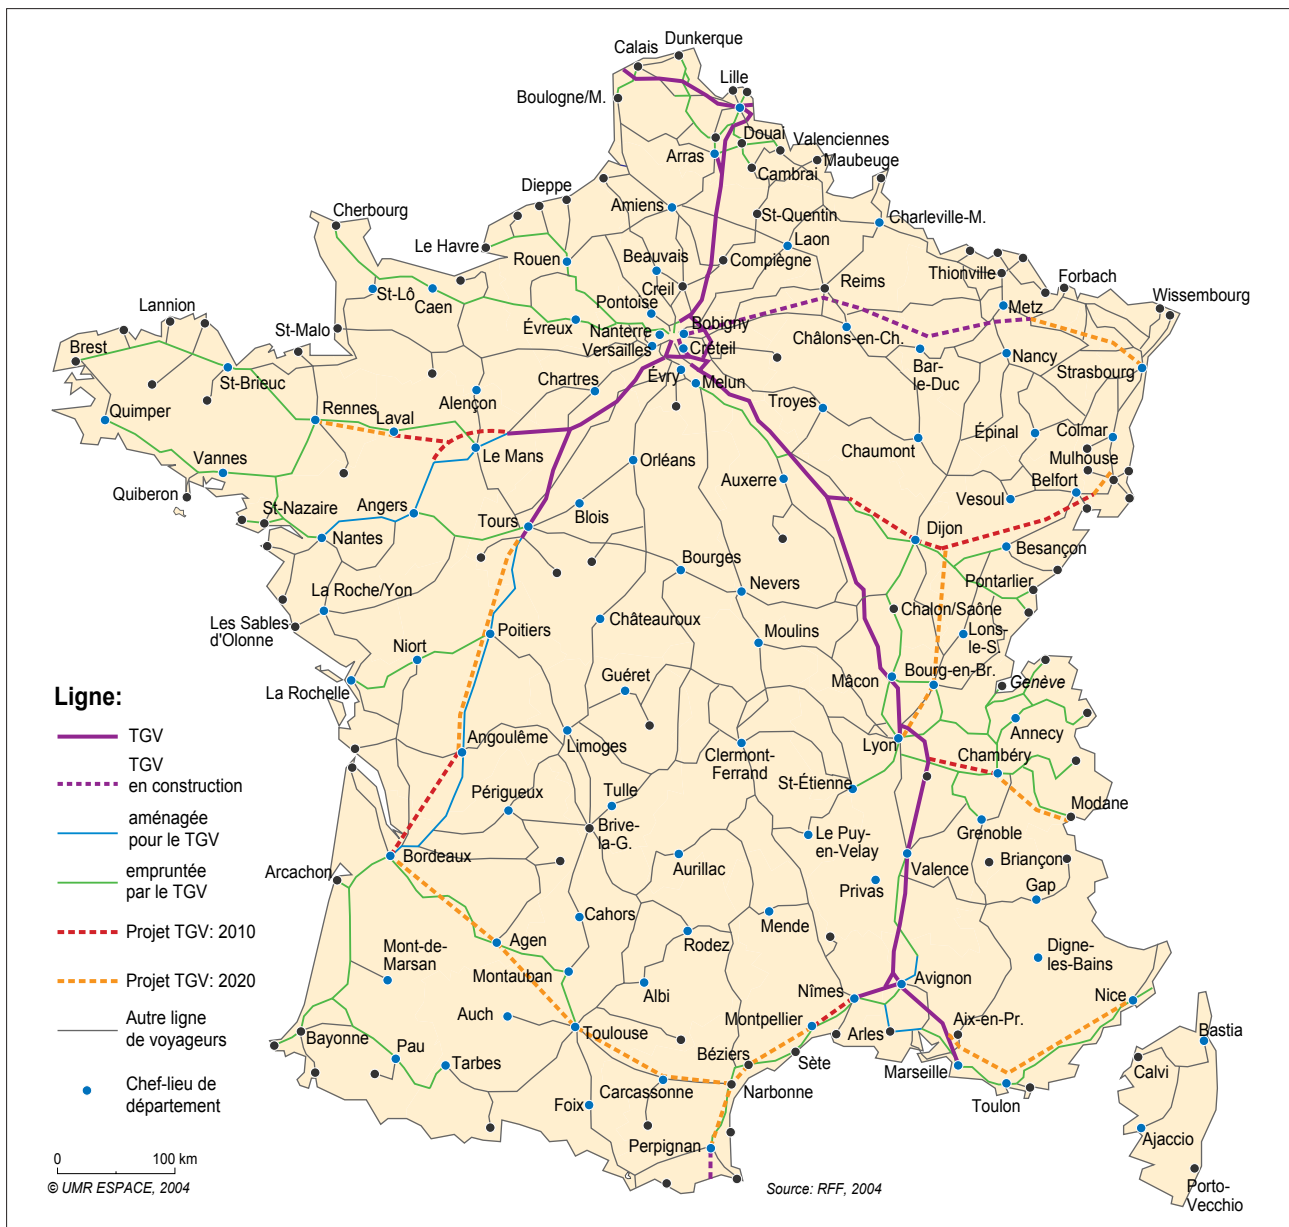 Dunkerque
Calais
Lille
Boulogne/M.
Douai
Valenciennes
Arras
Maubeuge
Cambrai
Dieppe
Amiens
St-Quentin
Cherbourg
Charleville-M.
Le Havre
Laon
Rouen
Beauvais
Compiègne
Thionville
Forbach
St-Lô
Caen
Creil
Reims
Metz
Wissembourg
Lannion
Pontoise
St-Malo
Évreux
Nanterre
Bobigny
Châlons-en-Ch.
Versailles
Créteil
Brest
Nancy
Bar-
le-Duc
Strasbourg
St-Brieuc
Chartres
Évry
Melun
Alençon
Troyes
Quimper
Rennes
Laval
Épinal
Colmar
Le Mans
Chaumont
Vannes
Orléans
Mulhouse
Auxerre
Belfort
Quiberon
Vesoul
St-Nazaire
Angers
Tours
Blois
Dijon
Nantes
Besançon
Bourges
La Roche/Yon
Nevers
Pontarlier
Les Sables
d'Olonne
Châteauroux
Chalon/Saône
Poitiers
Moulins
Lons-
le-S.
Niort
Guéret
Mâcon
Bourg-en-Br.
La Rochelle
Genève
Ligne:
TGV
TGV
en construction
aménagée
pour le TGV
empruntée
par le TGV
Projet TGV: 2010
Projet TGV: 2020
Autre ligne
de voyageurs
Chef-lieu de
département
Annecy
Angoulême
Limoges
Clermont-
Ferrand
Lyon
Chambéry
St-Étienne
Périgueux
Tulle
Modane
Brive-
la-G.
Le Puy-
en-Velay
Grenoble
Bordeaux
Aurillac
Valence
Briançon
Arcachon
Privas
Gap
Cahors
Mende
Mont-de-
Marsan
Agen
Rodez
Digne-
les-Bains
Montauban
Albi
Nîmes
Avignon
Nice
Auch
Montpellier
Arles
Aix-en-Pr.
Bayonne
Toulouse
Bastia
Pau
Béziers
Sète
Tarbes
Marseille
Calvi
Carcassonne
Narbonne
Foix
Toulon
Perpignan
Ajaccio
Porto-
Vecchio
0 100 km
© UMR ESPACE, 2004
Source: RFF, 2004